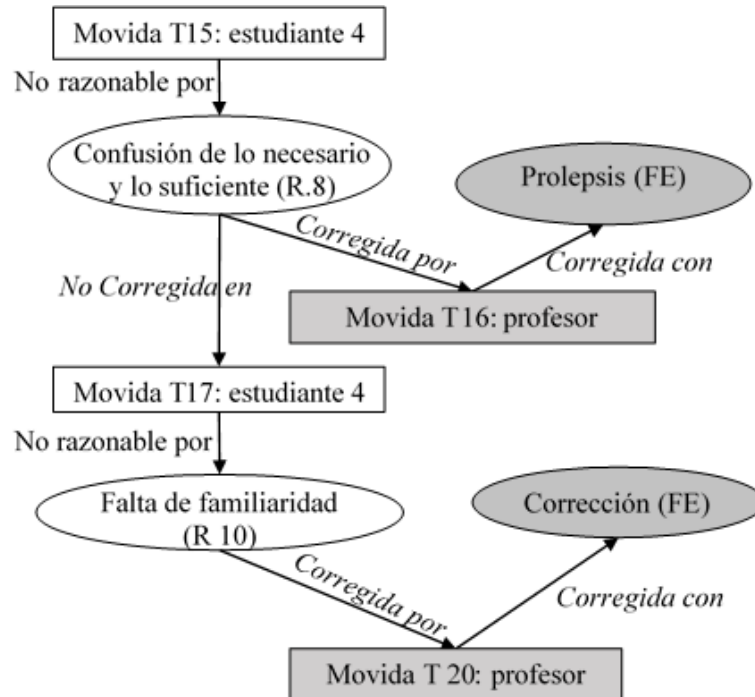 Movida T15: estudiante 4
No razonable por
Confusión de lo necesario
y lo suficiente (R.8)
Prolepsis (FE)
Corregida por
Corregida con
No Corregida en
Movida T16: profesor
Movida T17: estudiante 4
No razonable por
Falta de familiaridad
(R 10)
Corrección (FE)
Corregida por
Corregida con
Movida T 20: profesor